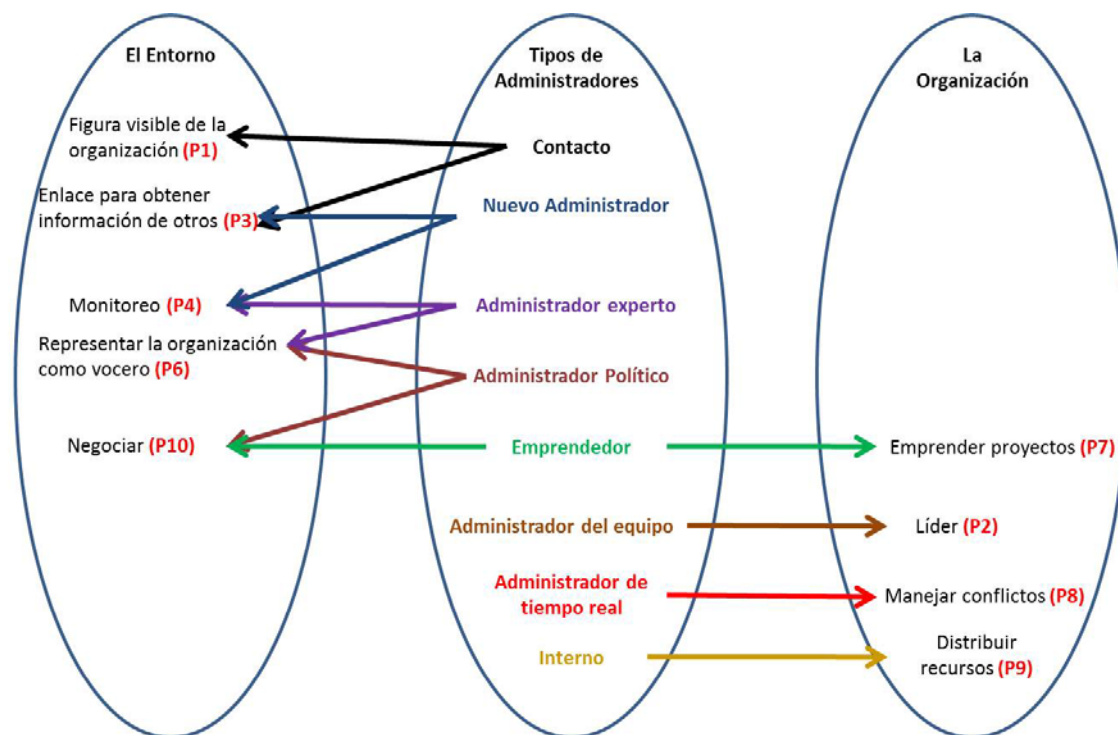 El Entorno
Figura visible de la
organización (P1)
Enlace para obtener
información de otros (P3)
Monitoreo (P4)
Representar la organización
como vocero (P6)
Negociar (P10)
Tipos de
Administradores
Contacto
Nuevo Administrador
Administrador experto
Administrador Político
Emprendedor
Administrador del equipo
Administrador de
tiempo real
Interno
La
Organización
Emprender proyectos (P7)
Líder (P2)
Manejar conflictos (P8)
Distribuir
recursos (P9)